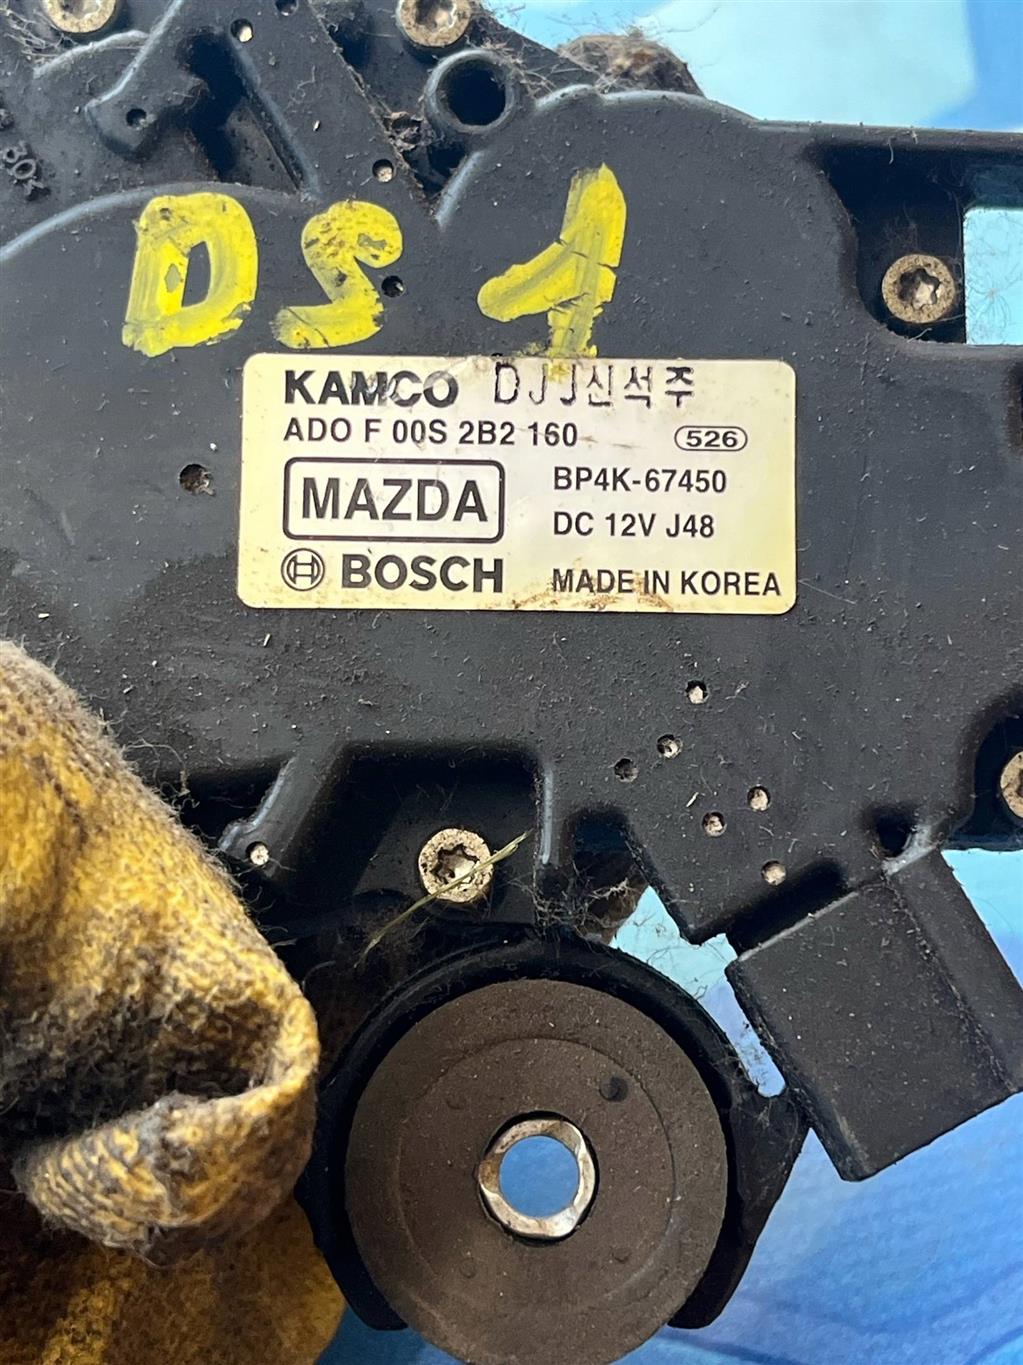 30x
DS 1
KAMCO DJJ신석주
ADO F 00S 2B2 160 526
MAZDA BP4K-67450
DC 12V J48
BOSCH MADE IN KOREA